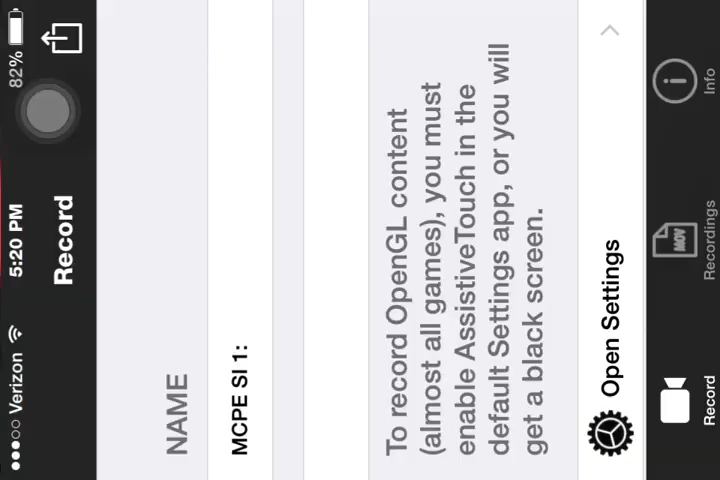 ●●●○○ Verizon 5:20 PM 82%
Record
NAME
MCPE SI 1:
To record OpenGL content
(almost all games), you must
enable AssistiveTouch in the
default Settings app, or you will
get a black screen.
Open Settings
Record Recordings Info
MOV